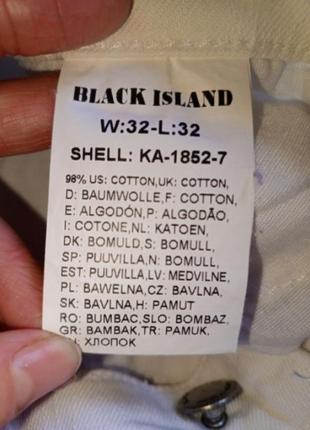 BLACK ISLAND
W:32-L:32
SHELL: KA-1852-7
98% US: COTTON,UK: COTTON,
D: BAUMWOLLE,F: COTTON,
E: ALGODÓN,P: ALGODÃO,
I: COTONE,NL: KATOEN,
DK: BOMULD,S: BOMULL,
SP: PUUVILLA,N: BOMULL,
EST: PUUVILLA,LV: MEDVILNE,
PL: BAWELNA,CZ: BAVLNA,
SK: BAVLNA,H: PAMUT
RO: BUMBAC,SLO: BOMBAZ,
GR: BAMBAK,TR: PAMUK,
ХЛОПОК